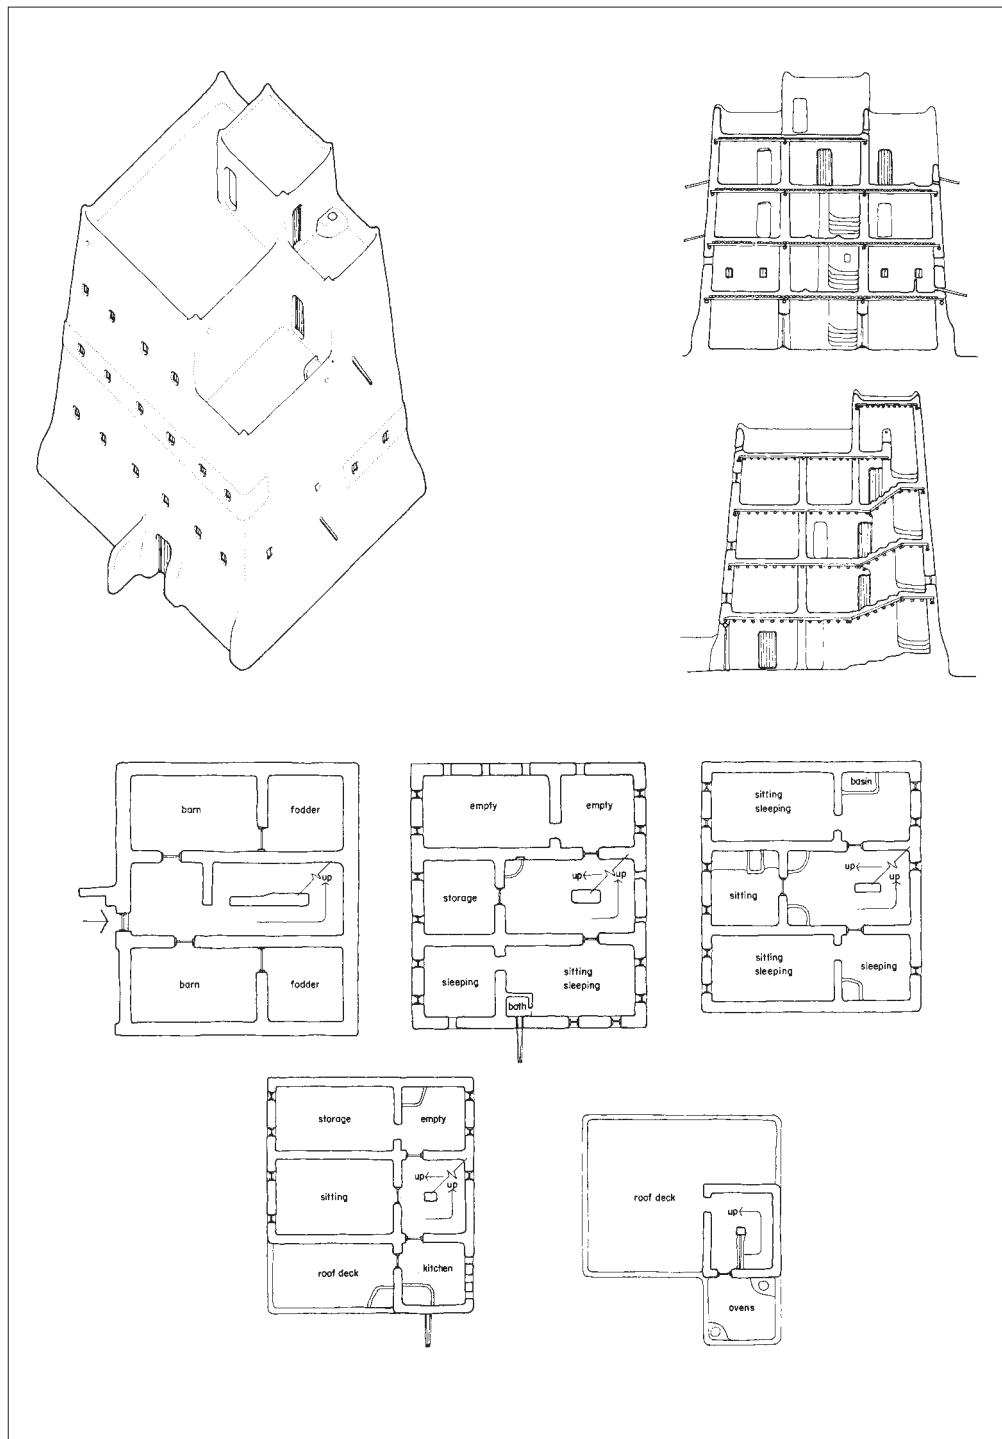 barn
fodder
up
barn
fodder
empty
empty
up
up
storage
sleeping
sitting
sleeping
bath
sitting
sleeping
basin
up
up
sitting
sitting
sleeping
sleeping
storage
empty
up
up
sitting
roof deck
kitchen
roof deck
up
ovens